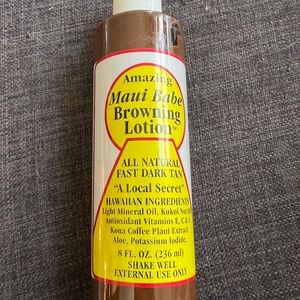 Amazing
Maui Babe
Browning
Lotion™
ALL NATURAL
FAST DARK TAN
"A Local Secret"
HAWAIIAN INGREDIENTS
Light Mineral Oil, Kukui Nut Oil
Antioxidant Vitamins E, C & A
Kona Coffee Plant Extract
Aloe, Potassium Iodide.
8 FL. OZ. (236 ml)
SHAKE WELL
EXTERNAL USE ONLY